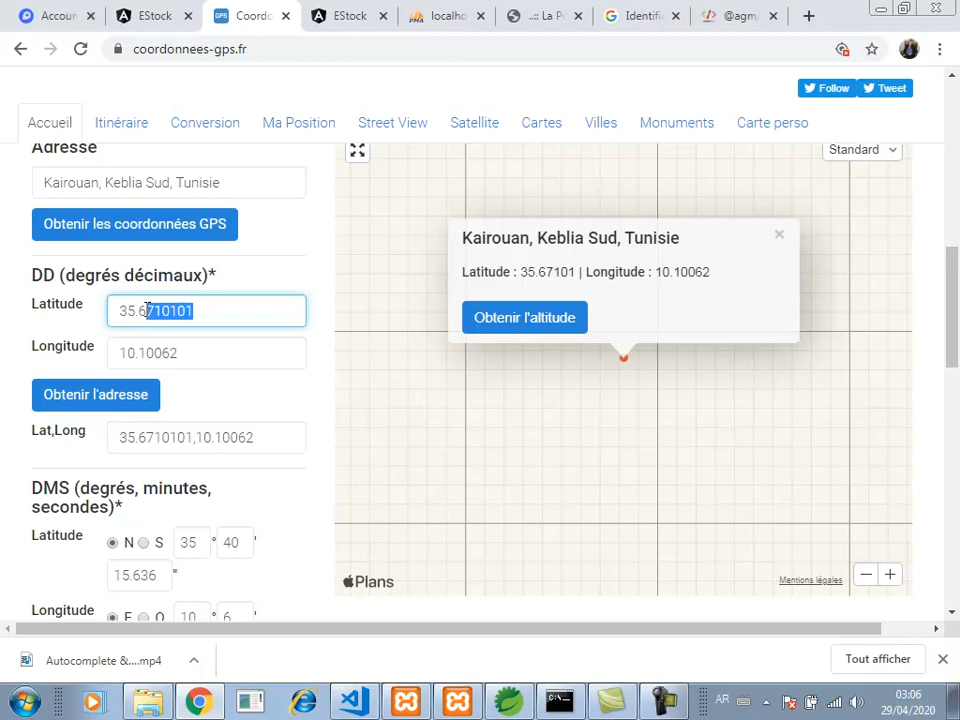 Accoun
EStock
GPS
Coordo
EStock
localho
..:: La Po
Identifi
@agm/
coordonnees-gps.fr
Follow
Tweet
Accueil
Itinéraire
Conversion
Ma Position
Street View
Satellite
Cartes
Villes
Monuments
Carte perso
Adresse
Kairouan, Keblia Sud, Tunisie
Obtenir les coordonnées GPS
DD (degrés décimaux)*
Latitude
35.6710101
Longitude
10.10062
Obtenir l'adresse
Lat,Long
35.6710101,10.10062
DMS (degrés, minutes,
secondes)*
Latitude
N S 35 ° 40 '
15.636 "
Longitude
E O 10 ° 6 '
Standard
Kairouan, Keblia Sud, Tunisie
×
Latitude : 35.67101 | Longitude : 10.10062
Obtenir l'altitude
Plans
Mentions légales
Autocomplete &....mp4
Tout afficher
AR
03:06
29/04/2020